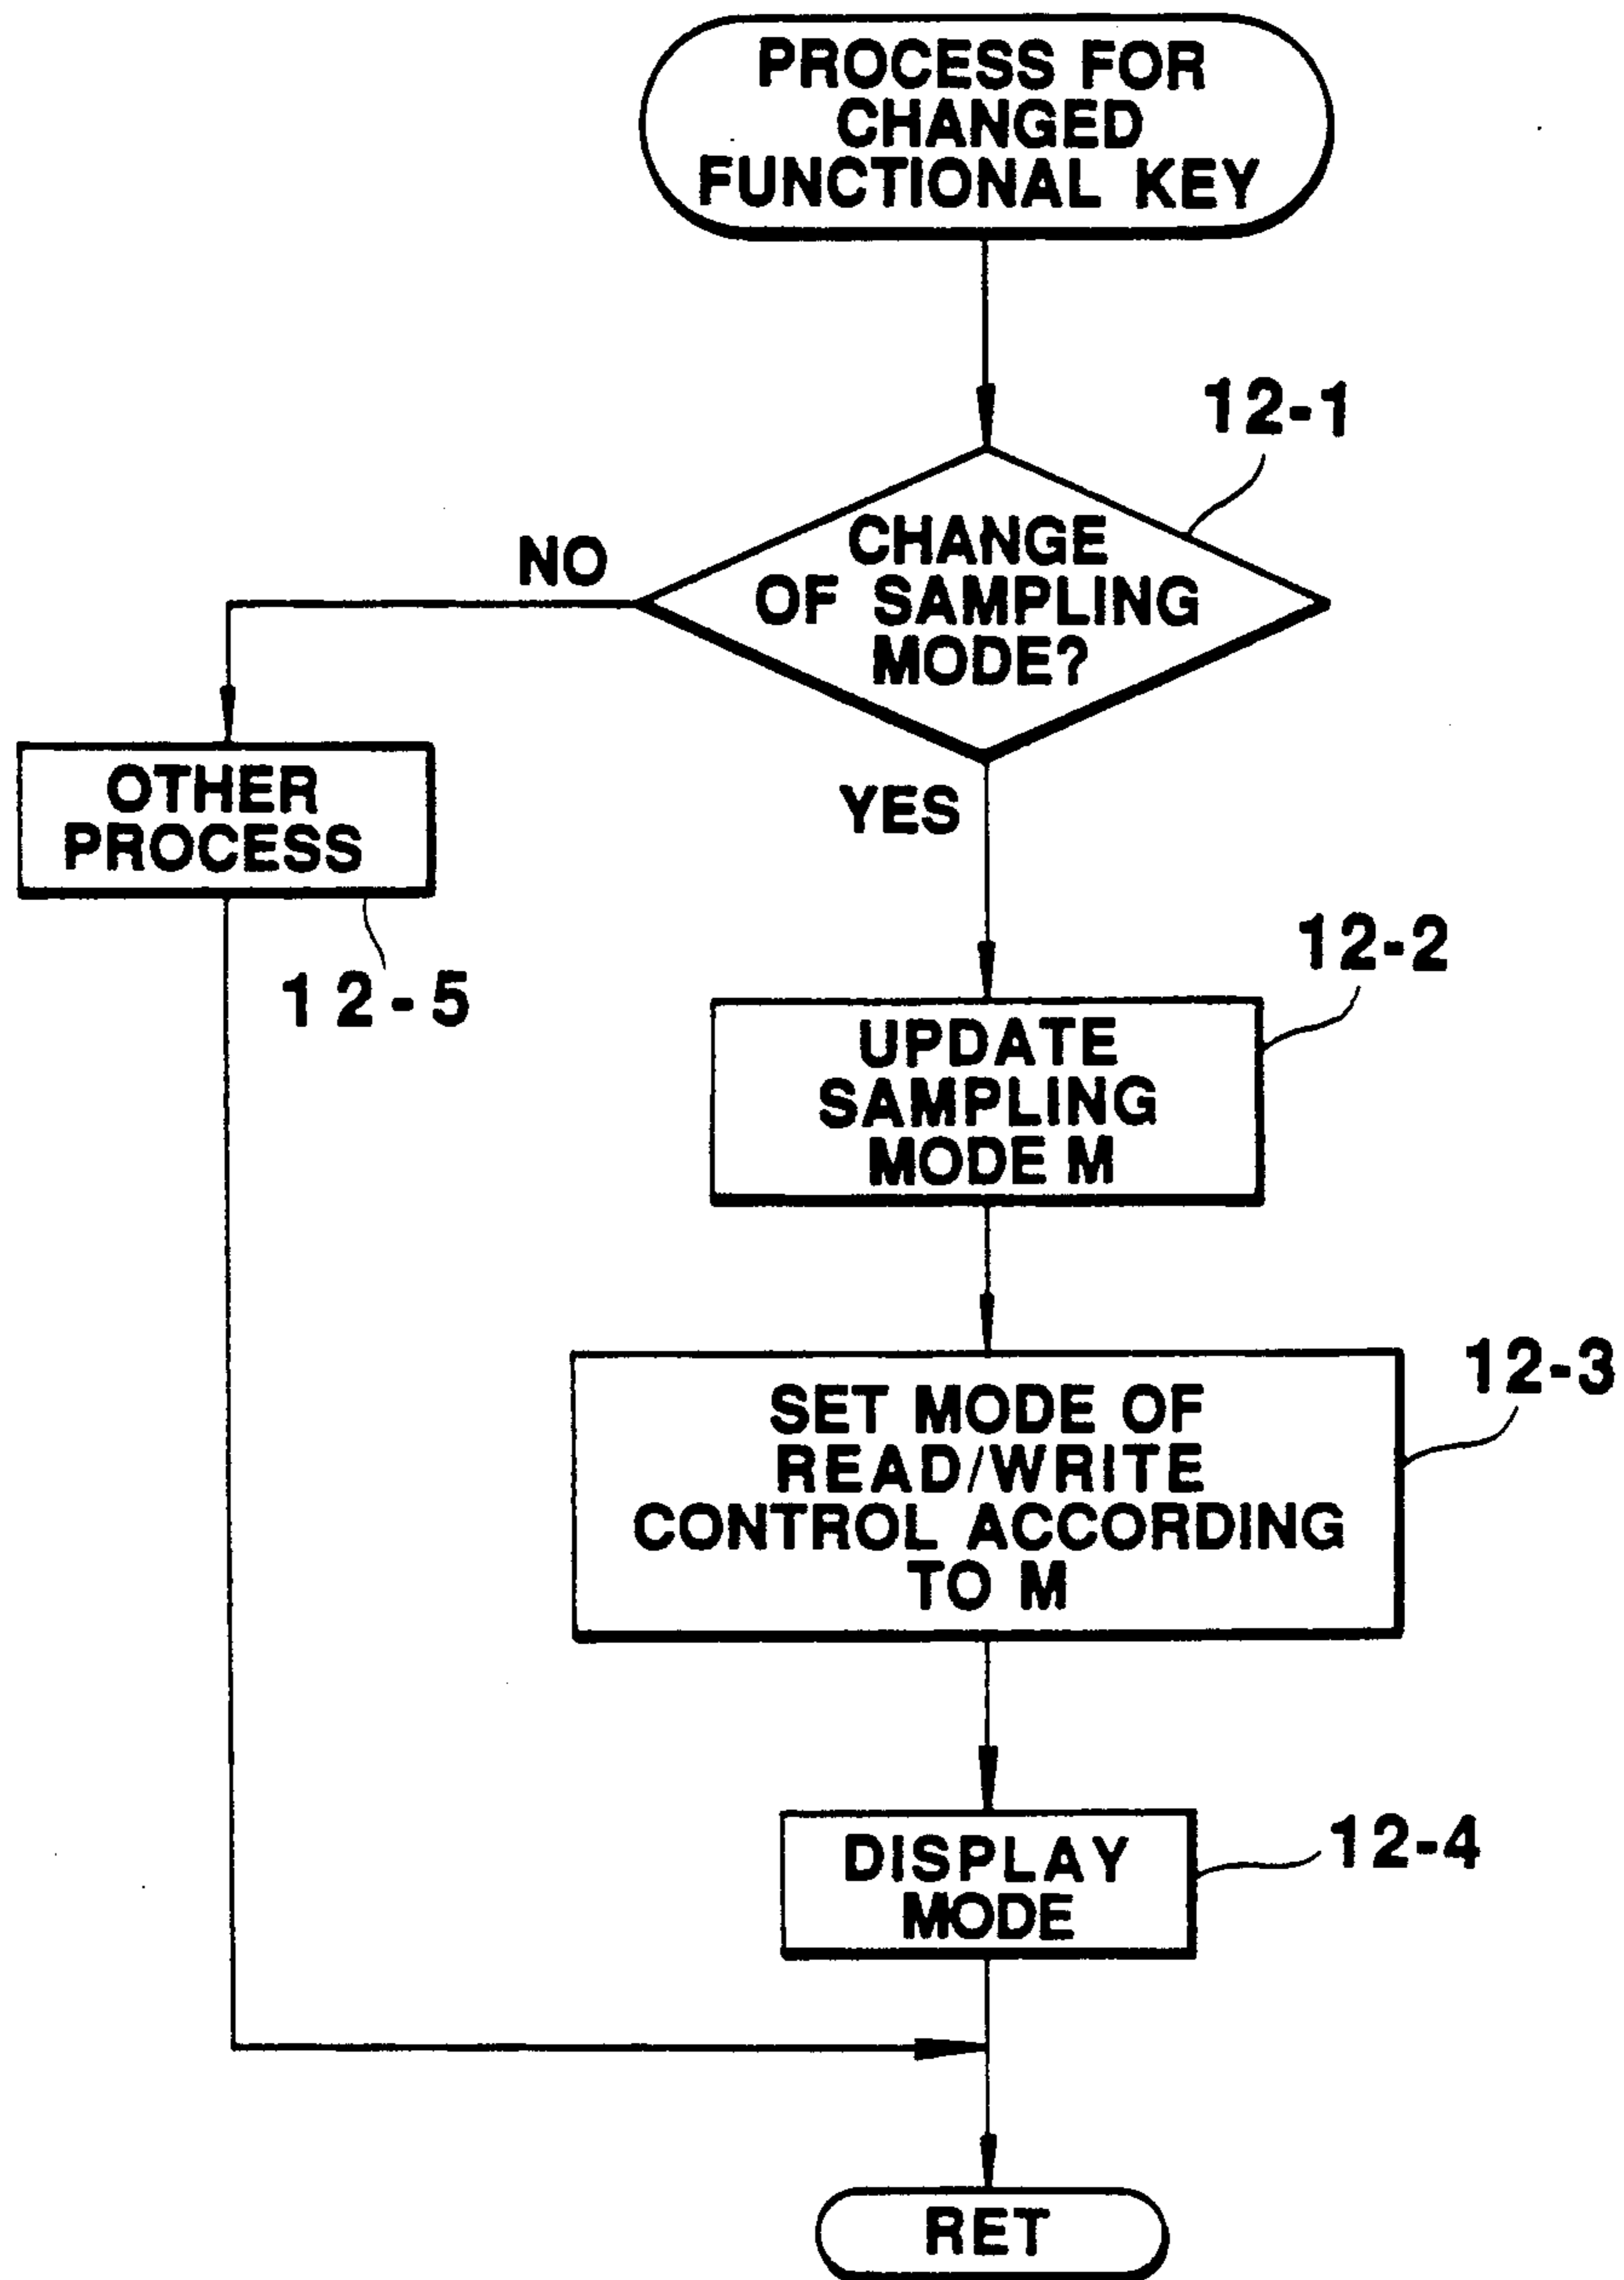 PROCESS FOR
CHANGED
FUNCTIONAL KEY
12-1
CHANGE
OF SAMPLING
MODE?
NO
YES
OTHER
PROCESS
12-5
12-2
UPDATE
SAMPLING
MODE M
12-3
SET MODE OF
READ/WRITE
CONTROL ACCORDING
TO M
12-4
DISPLAY
MODE
RET